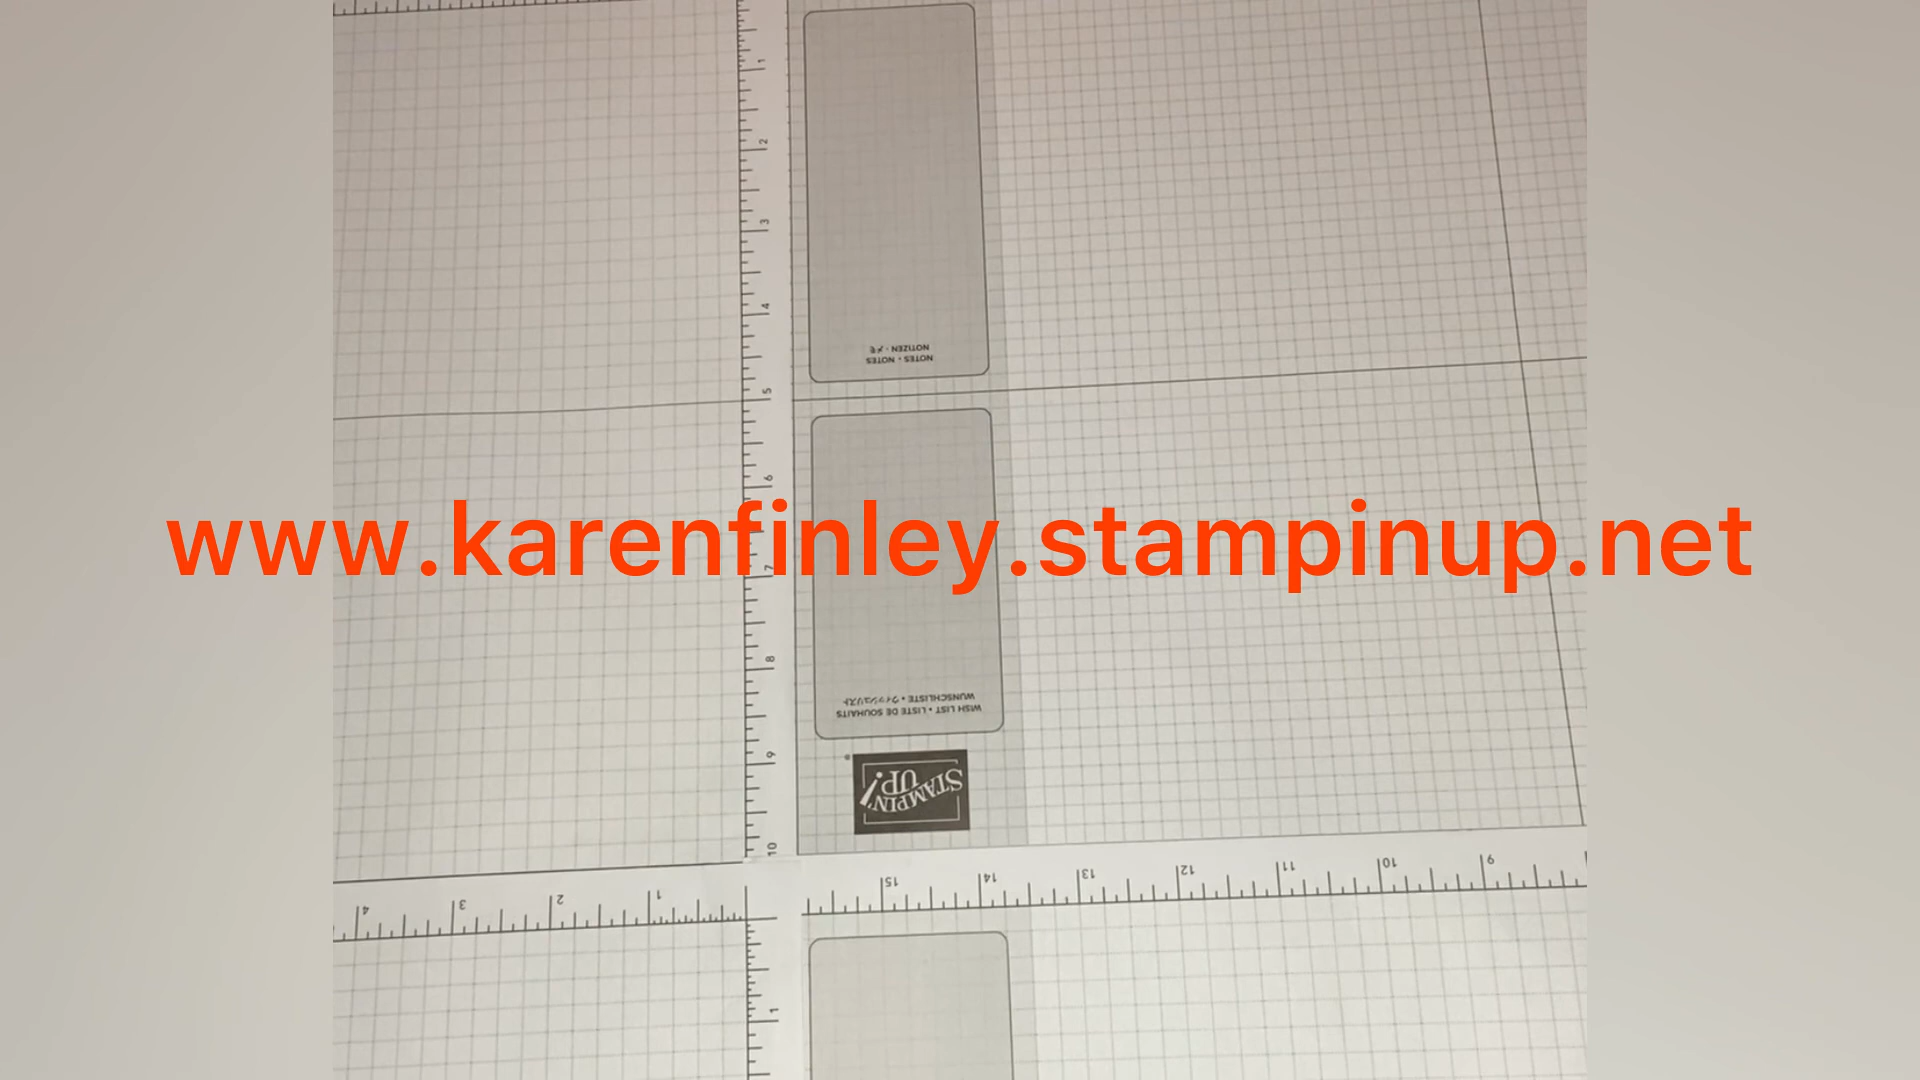 1
2
3
4
5
NOTES • NOTES
NOTIZEN • メモ
6
www.karenfinley.stampinup.net
7
8
WISH LIST • LISTE DE SOUHAITS
WUNSCHLISTE • ウィッシュリスト
9
STAMPIN'
UP!
10
4 3 2 1 15 14 13 12 11 10 9
1